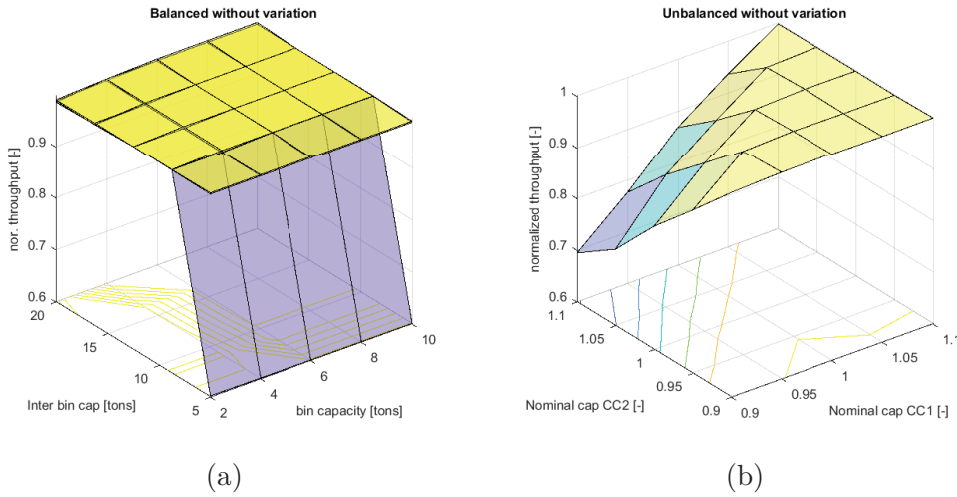 Balanced without variation
nor. throughput [-]
0.9
0.8
0.7
0.6
20
15
10
5
Inter bin cap [tons]
2
4
6
8
10
bin capacity [tons]
(a)
Unbalanced without variation
normalized throughput [-]
1
0.9
0.8
0.7
0.6
1.1
1.05
1
0.95
0.9
Nominal cap CC2 [-]
0.9
0.95
1
1.05
1.1
Nominal cap CC1 [-]
(b)